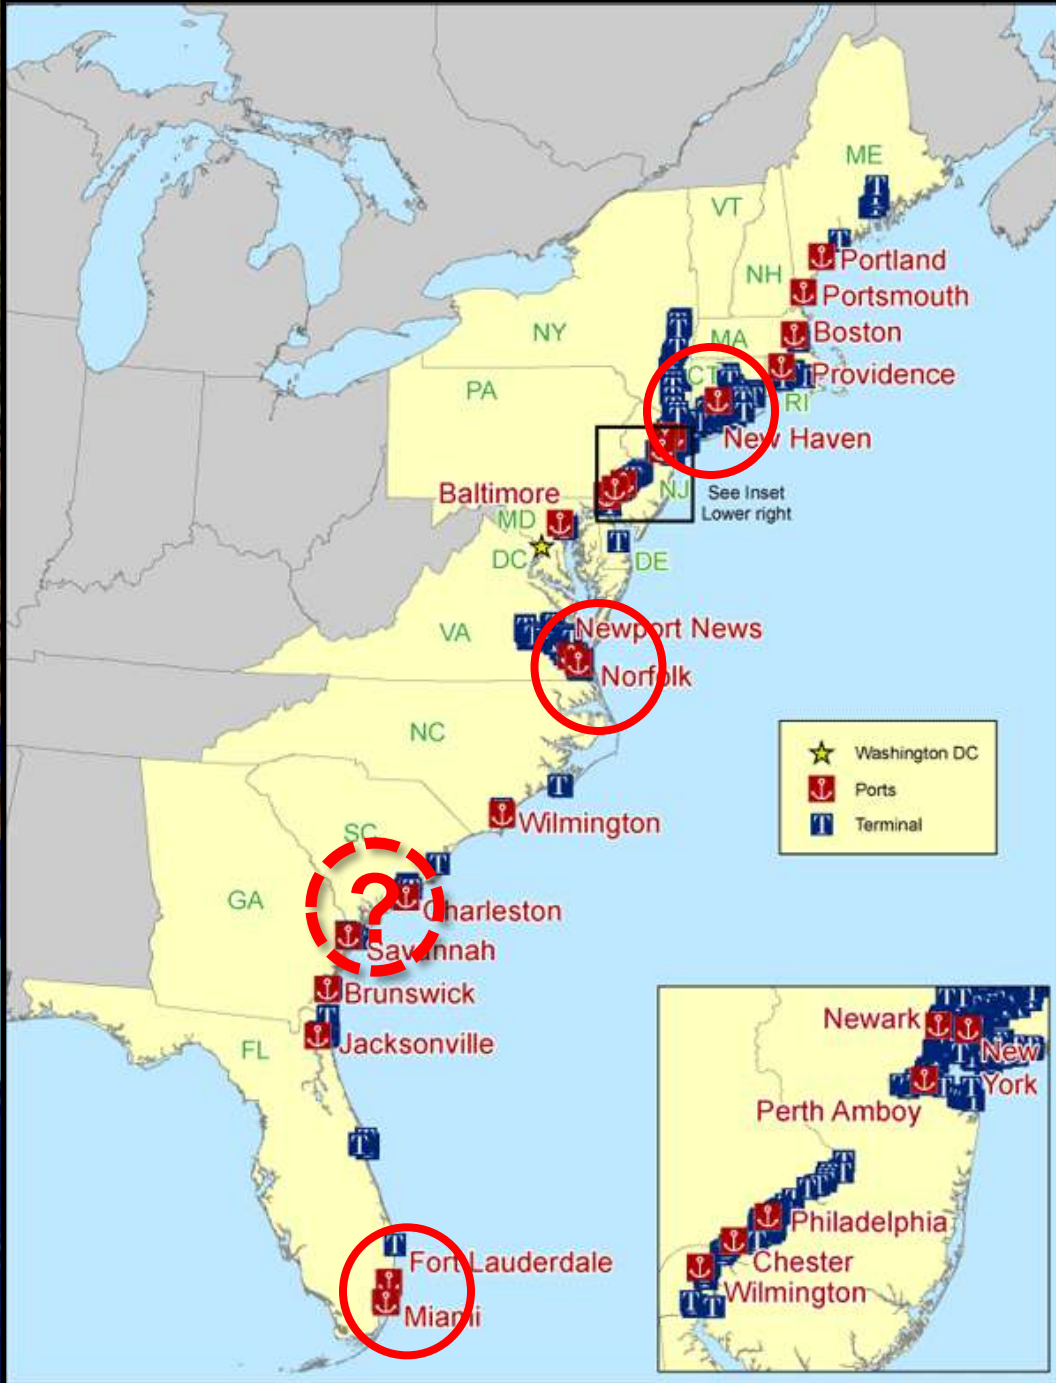 ME
VT
NH
Portland
Portsmouth
NY
MA
Boston
CT
Providence
PA
RI
New Haven
Baltimore
NJ
See Inset
Lower right
MD
DC
DE
VA
Newport News
Norfolk
NC
Washington DC
Ports
Terminal
Wilmington
SC
?
GA
Charleston
Savannah
Brunswick
Jacksonville
FL
Fort Lauderdale
Miami
Newark
New
York
Perth Amboy
Philadelphia
Chester
Wilmington